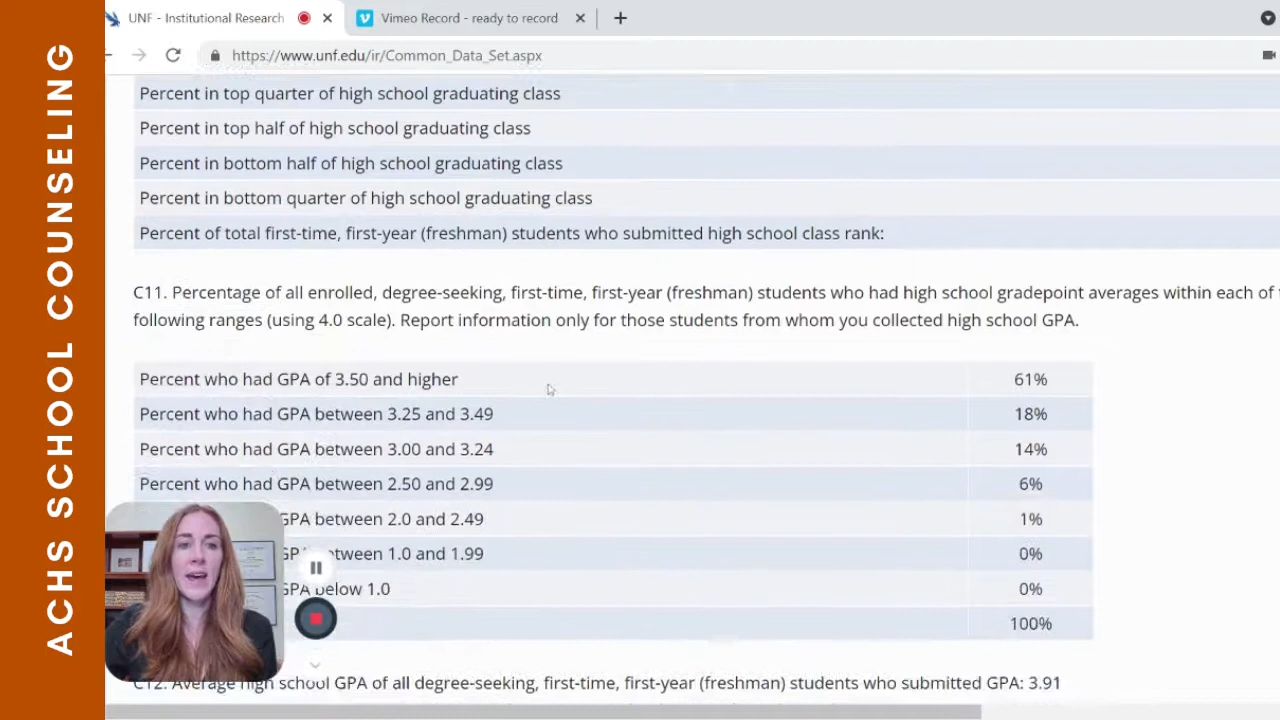 ACHS SCHOOL COUNSELING
UNF - Institutional Research
Vimeo Record - ready to record
https://www.unf.edu/ir/Common_Data_Set.aspx
Percent in top quarter of high school graduating class
Percent in top half of high school graduating class
Percent in bottom half of high school graduating class
Percent in bottom quarter of high school graduating class
Percent of total first-time, first-year (freshman) students who submitted high school class rank:
C11. Percentage of all enrolled, degree-seeking, first-time, first-year (freshman) students who had high school gradepoint averages within each of
following ranges (using 4.0 scale). Report information only for those students from whom you collected high school GPA.
Percent who had GPA of 3.50 and higher 61%
Percent who had GPA between 3.25 and 3.49 18%
Percent who had GPA between 3.00 and 3.24 14%
Percent who had GPA between 2.50 and 2.99 6%
GPA between 2.0 and 2.49 1%
GPA between 1.0 and 1.99 0%
GPA below 1.0 0%
100%
C12. Average high school GPA of all degree-seeking, first-time, first-year (freshman) students who submitted GPA: 3.91